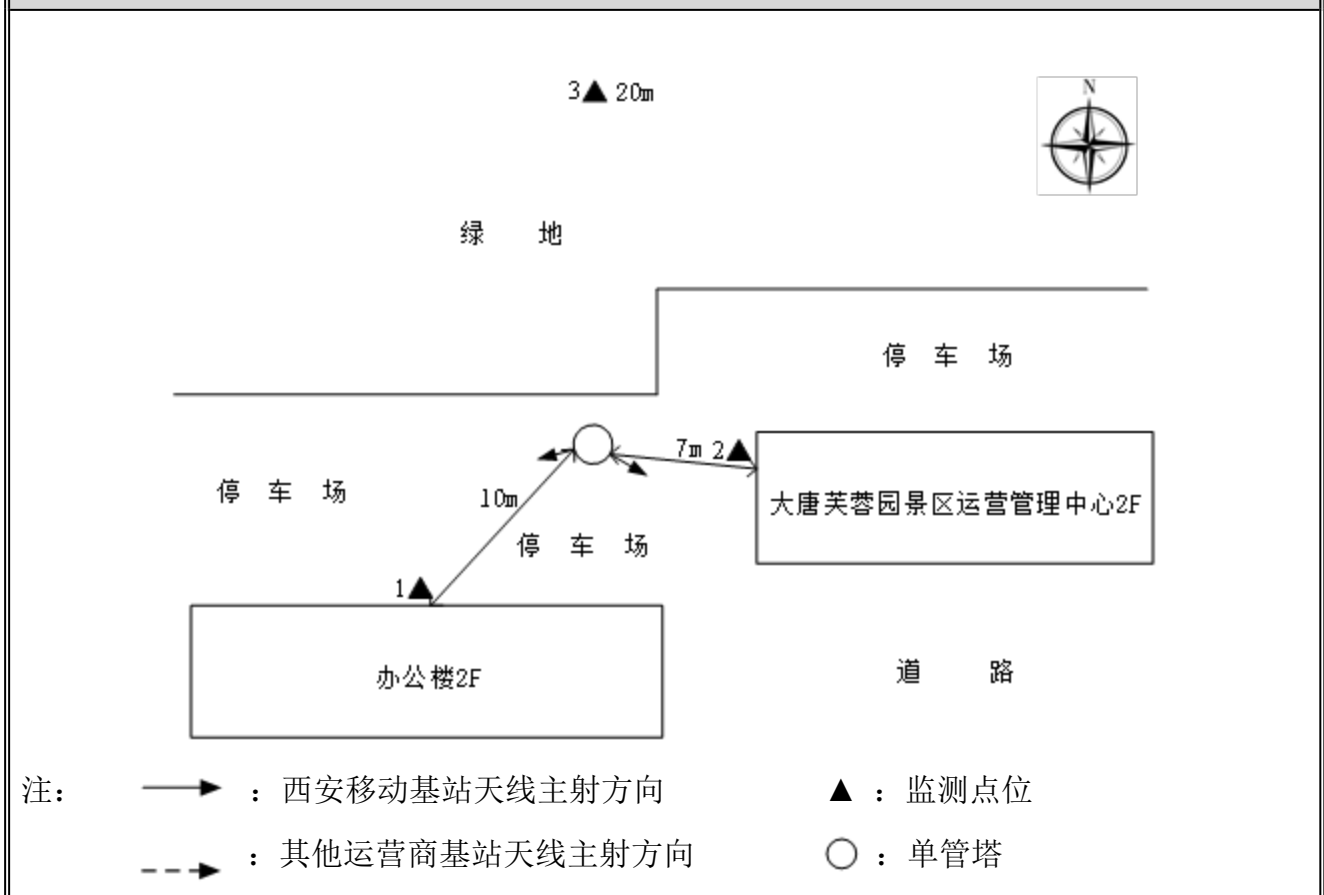 3▲ 20m
N
绿 地
停 车 场
7m 2▲
停 车 场
10m
大唐芙蓉园景区运营管理中心2F
停 车 场
1▲
办公楼2F
道 路
注： ：西安移动基站天线主射方向 ▲ ：监测点位
：其他运营商基站天线主射方向 ○ ：单管塔